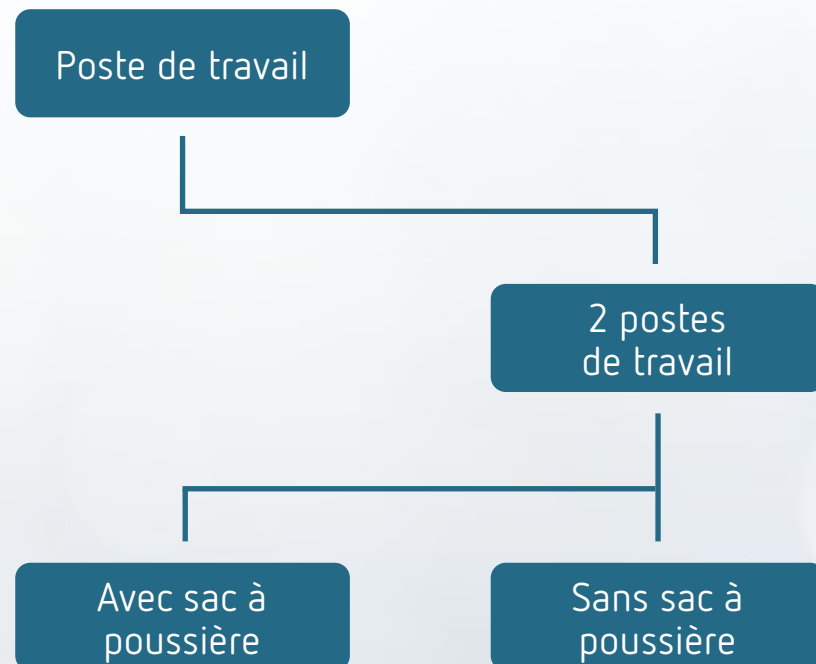 Poste de travail
2 postes
de travail
Avec sac à
poussière
Sans sac à
poussière